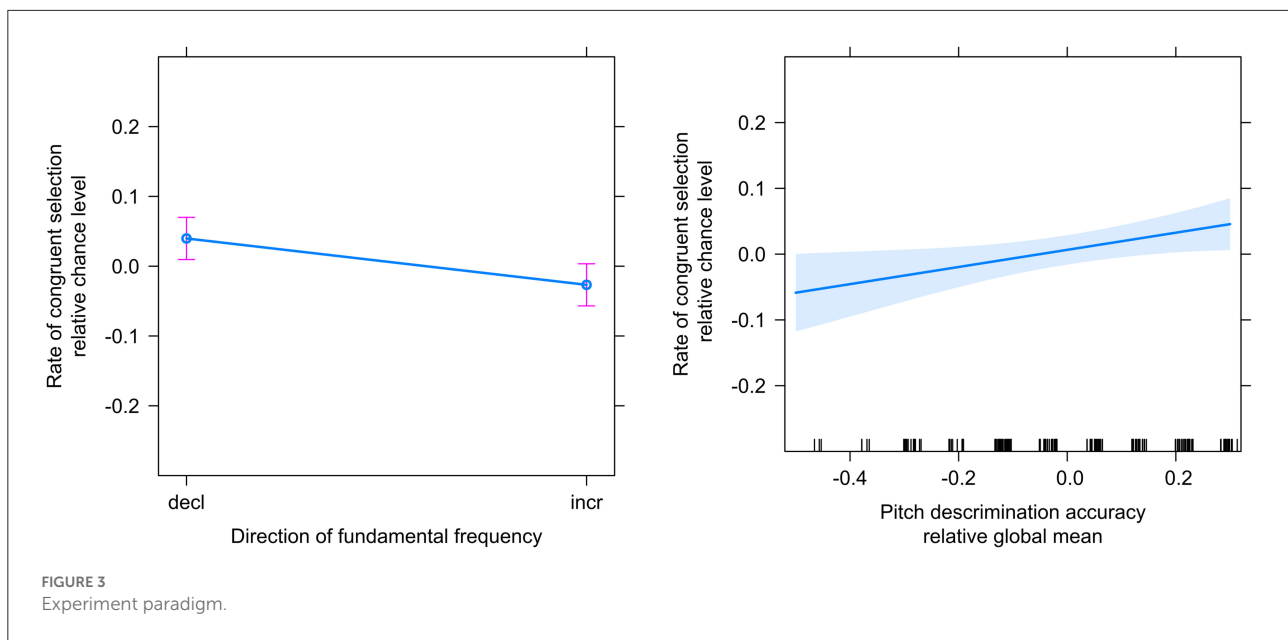 0.2
0.1
0.0
-0.1
-0.2
Rate of congruent selection
relative chance level
decl
incr
Direction of fundamental frequency
0.2
0.1
0.0
-0.1
-0.2
Rate of congruent selection
relative chance level
-0.4
-0.2
0.0
0.2
Pitch descrimination accuracy
relative global mean
FIGURE 3
Experiment paradigm.